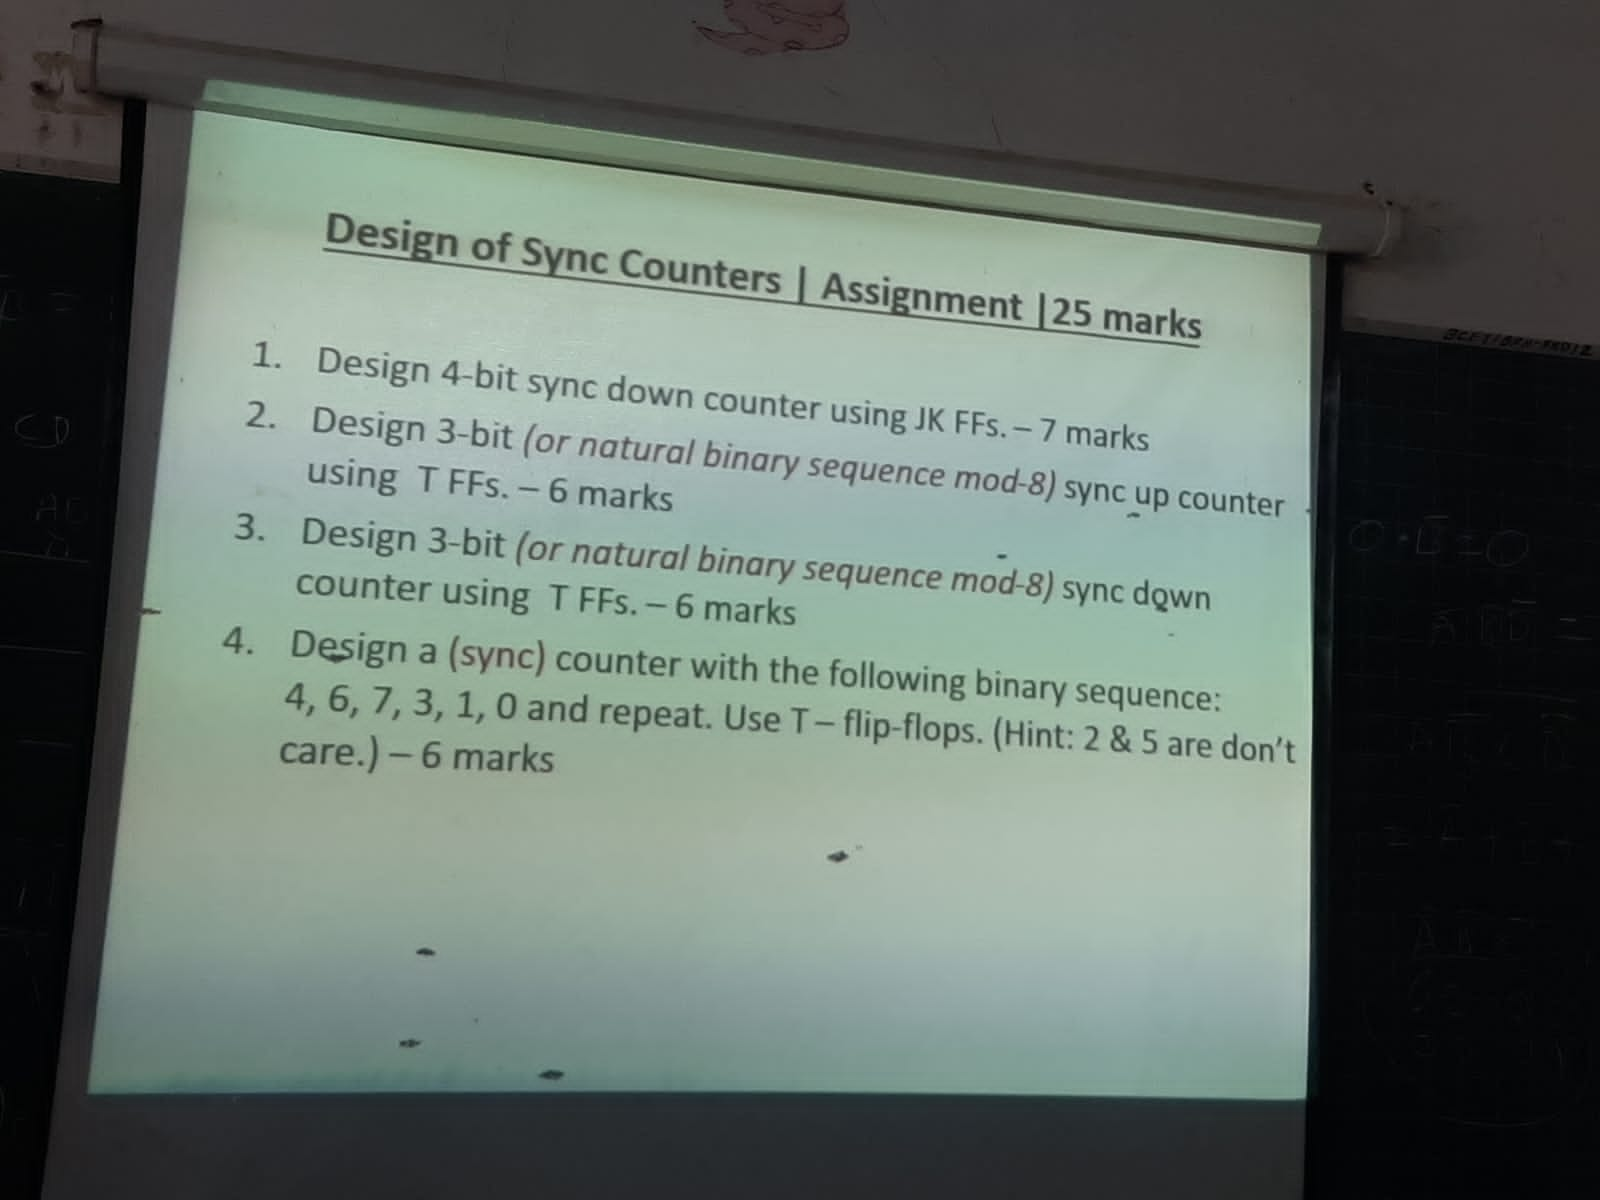 Design of Sync Counters | Assignment |25 marks
1. Design 4-bit sync down counter using JK FFs. – 7 marks
2. Design 3-bit (or natural binary sequence mod-8) sync up counter
using T FFs. – 6 marks
3. Design 3-bit (or natural binary sequence mod-8) sync down
counter using T FFs. – 6 marks
4. Design a (sync) counter with the following binary sequence:
4, 6, 7, 3, 1, 0 and repeat. Use T – flip-flops. (Hint: 2 & 5 are don't
care.) – 6 marks
CD